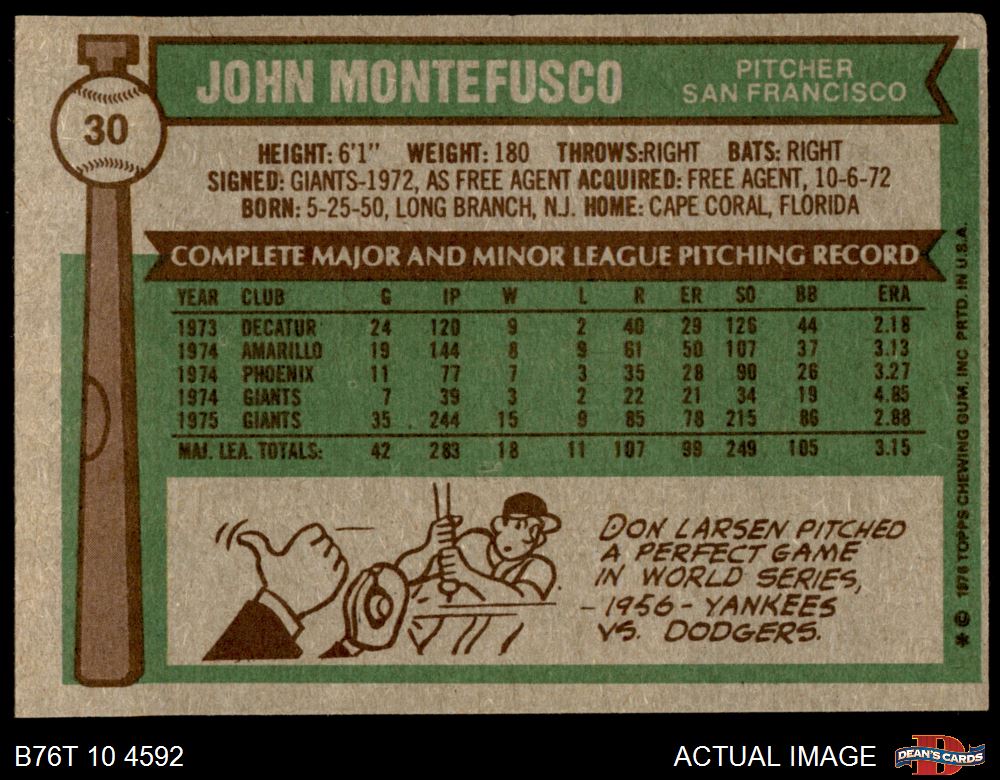 30
JOHN MONTEFUSCO
PITCHER
SAN FRANCISCO
HEIGHT: 6'1" WEIGHT: 180 THROWS:RIGHT BATS: RIGHT
SIGNED: GIANTS-1972, AS FREE AGENT ACQUIRED: FREE AGENT, 10-6-72
BORN: 5-25-50, LONG BRANCH, N.J. HOME: CAPE CORAL, FLORIDA
COMPLETE MAJOR AND MINOR LEAGUE PITCHING RECORD
YEAR CLUB G IP W L R ER SO BB ERA
1973 DECATUR 24 120 9 2 40 29 126 44 2.18
1974 AMARILLO 19 144 8 9 61 50 107 37 3.13
1974 PHOENIX 11 77 7 3 35 28 90 26 3.27
1974 GIANTS 7 39 3 2 22 21 34 19 4.85
1975 GIANTS 35 244 15 9 85 78 215 86 2.88
MAJ. LEA. TOTALS: 42 283 18 11 107 99 249 105 3.15
DON LARSEN PITCHED
A PERFECT GAME
IN WORLD SERIES,
-1956- YANKEES
VS. DODGERS.
* © 1976 TOPPS CHEWING GUM, INC PRTD. IN U.S.A.
B76T 10 4592
ACTUAL IMAGE
DEAN'S CARDS